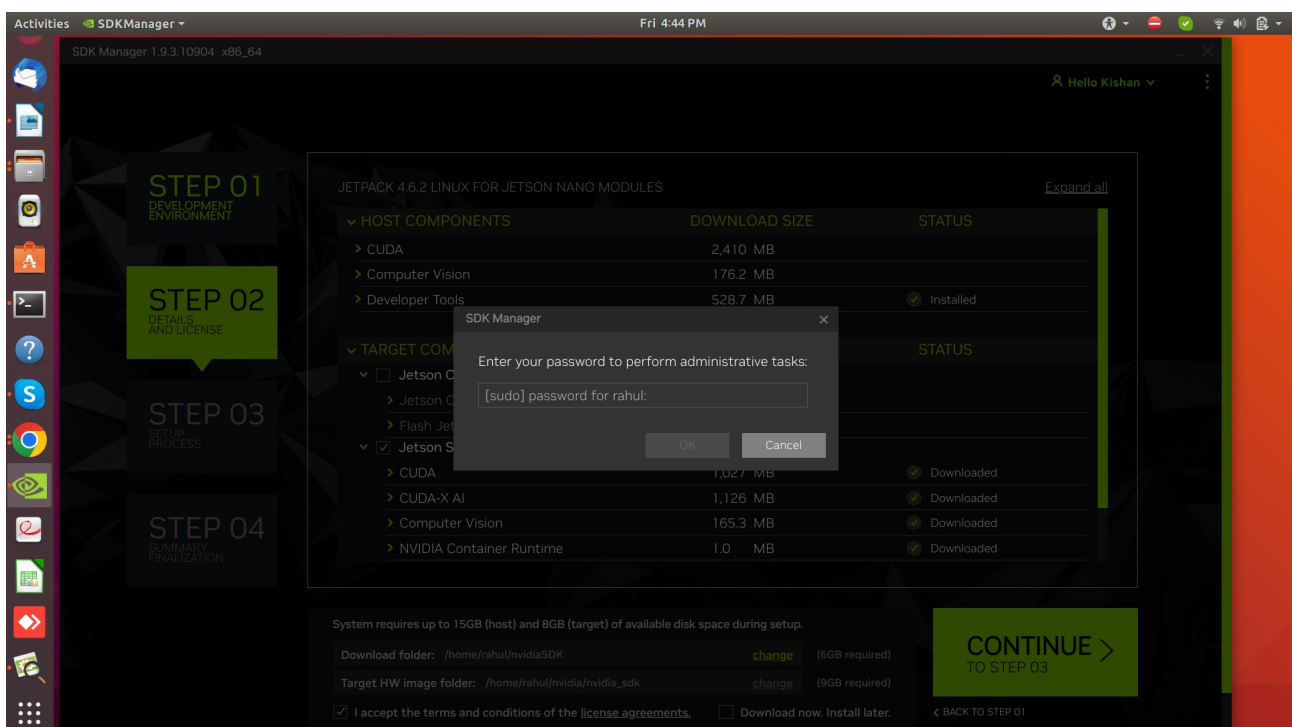 Activities SDKManager Fri 4:44 PM
SDK Manager 1.9.3.10904 x86_64
Hello Kishan
STEP 01
DEVELOPMENT
ENVIRONMENT
STEP 02
DETAILS
AND LICENSE
STEP 03
SETUP
PROCESS
STEP 04
SUMMARY
FINALIZATION
JETPACK 4.6.2 LINUX FOR JETSON NANO MODULES Expand all
HOST COMPONENTS DOWNLOAD SIZE STATUS
CUDA 2,410 MB
Computer Vision 176.2 MB
Developer Tools 528.7 MB Installed
TARGET COM STATUS
Jetson
Jetson
Flash Jet
Jetson S
CUDA 1,027 MB Downloaded
CUDA-X AI 1,126 MB Downloaded
Computer Vision 165.3 MB Downloaded
NVIDIA Container Runtime 1.0 MB Downloaded
SDK Manager
Enter your password to perform administrative tasks:
[sudo] password for rahul:
OK Cancel
System requires up to 15GB (host) and 8GB (target) of available disk space during setup.
Download folder: /home/rahul/nvidiaSDK change (6GB required)
Target HW image folder: /home/rahul/nvidia/nvidia_sdk change (9GB required)
I accept the terms and conditions of the license agreements. Download now. Install later.
CONTINUE
TO STEP 03
< BACK TO STEP 01